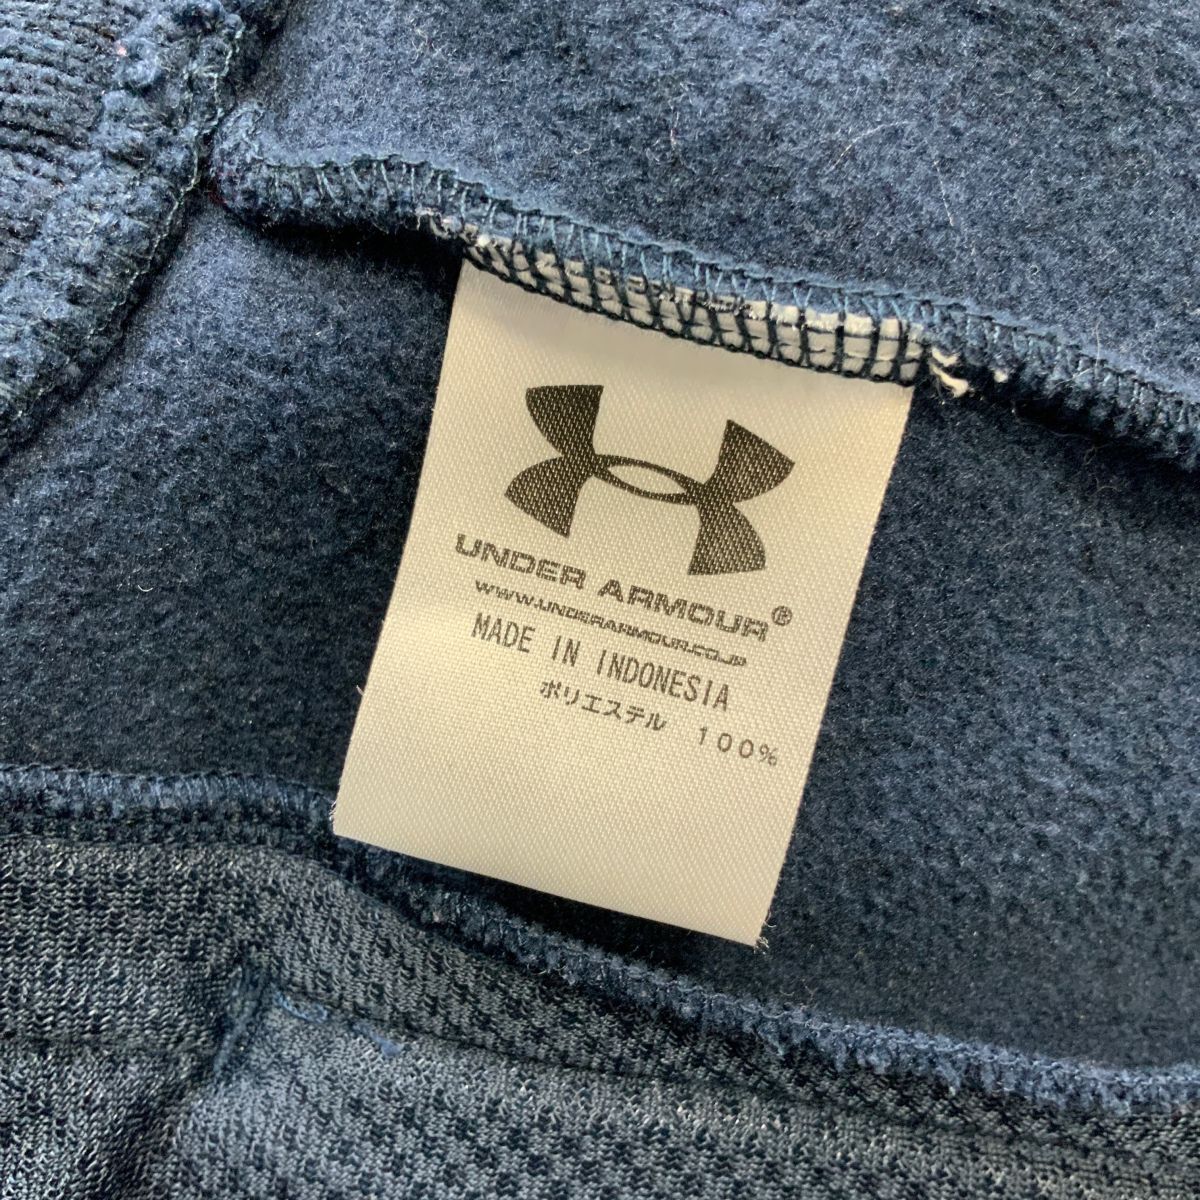 UNDER ARMOUR®
WWW.UNDERARMOUR.CO.JP
MADE IN INDONESIA
ポリエステル 100%